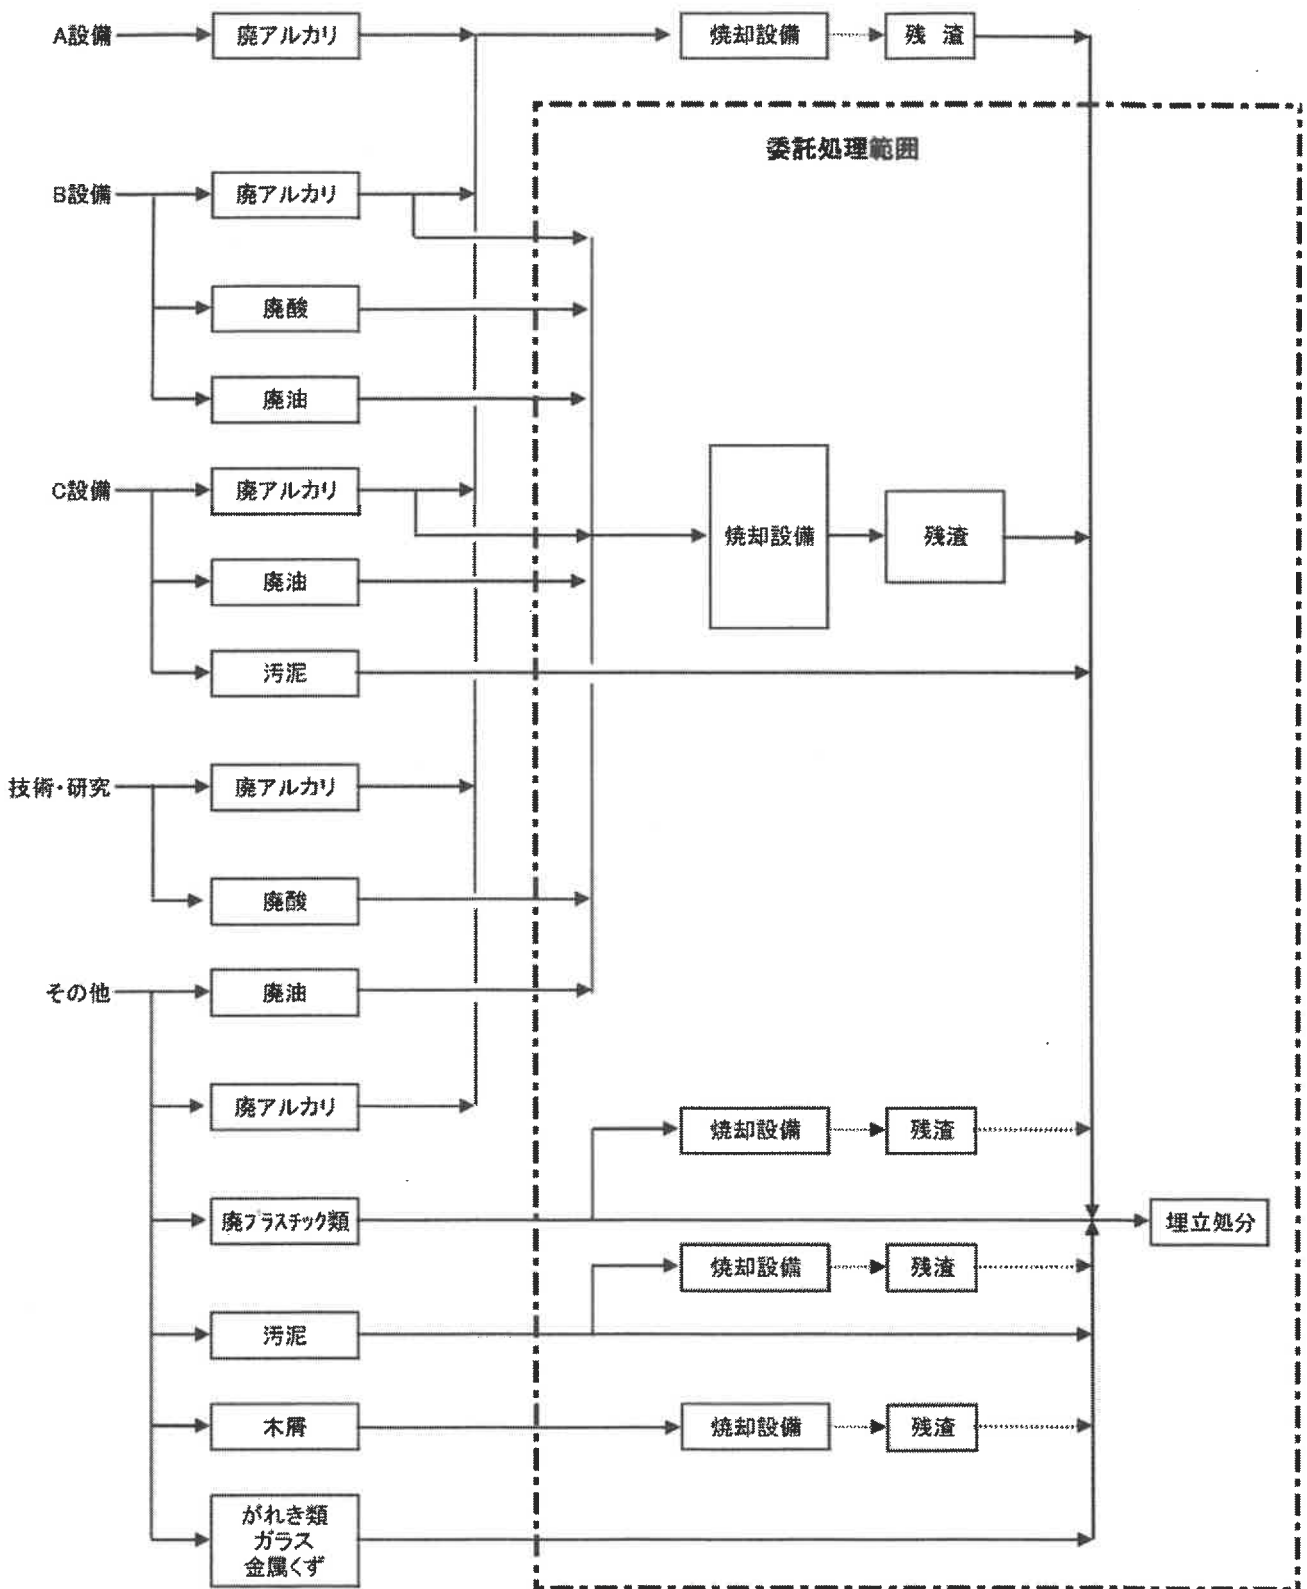 A設備
廃アルカリ
焼却設備
残 渣
委託処理範囲
B設備
廃アルカリ
廃酸
廃油
C設備
廃アルカリ
焼却設備
残渣
廃油
汚泥
技術・研究
廃アルカリ
廃酸
その他
廃油
廃アルカリ
焼却設備
残渣
廃プラスチック類
埋立処分
焼却設備
残渣
汚泥
木屑
焼却設備
残渣
がれき類
ガラス
金属くず